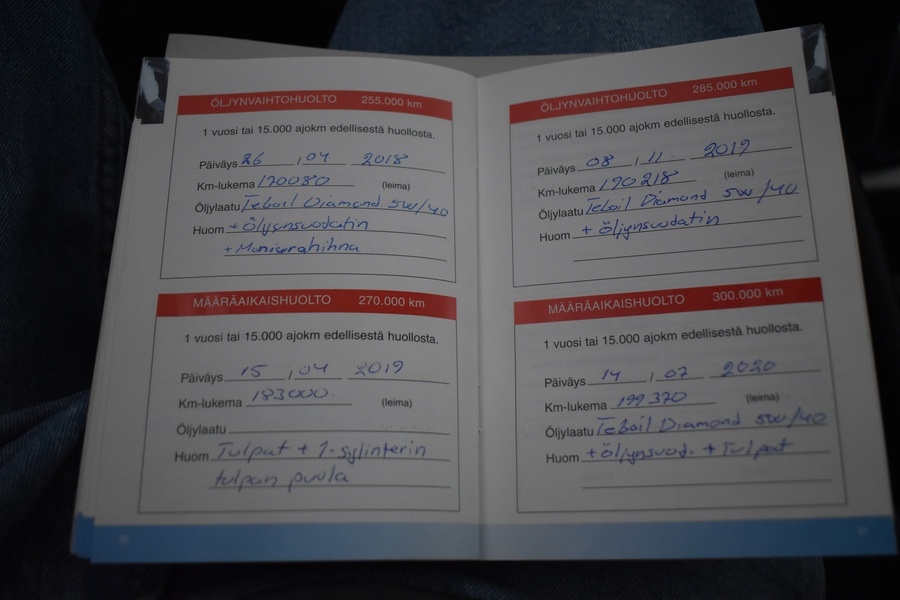 ÖLJYNVAIHTOHUOLTO 255.000 km
1 vuosi tai 15.000 ajokm edellisestä huollosta.
Päiväys 26 / 04 2018
Km-lukema 170080 (leima)
Öljylaatu Teboil Diamond 5W/40
Huom + Öljynsuodatin
+ Moniurahihna
MÄÄRÄAIKAISHUOLTO 270.000 km
1 vuosi tai 15.000 ajokm edellisestä huollosta.
Päiväys 15 / 04 2019
Km-lukema 183000 (leima)
Öljylaatu
Huom Tulpat + 1-sylinterin
tulpan puola
ÖLJYNVAIHTOHUOLTO 285.000 km
1 vuosi tai 15.000 ajokm edellisestä huollosta.
Päiväys 08 / 11 2019
Km-lukema 190218 (leima)
Öljylaatu Teboil Diamond 5W/40
Huom + Öljynsuodatin
MÄÄRÄAIKAISHUOLTO 300.000 km
1 vuosi tai 15.000 ajokm edellisestä huollosta.
Päiväys 14 / 07 2020
Km-lukema 199370 (leima)
Öljylaatu Teboil Diamond 5W/40
Huom + öljynsuod. + Tulpat